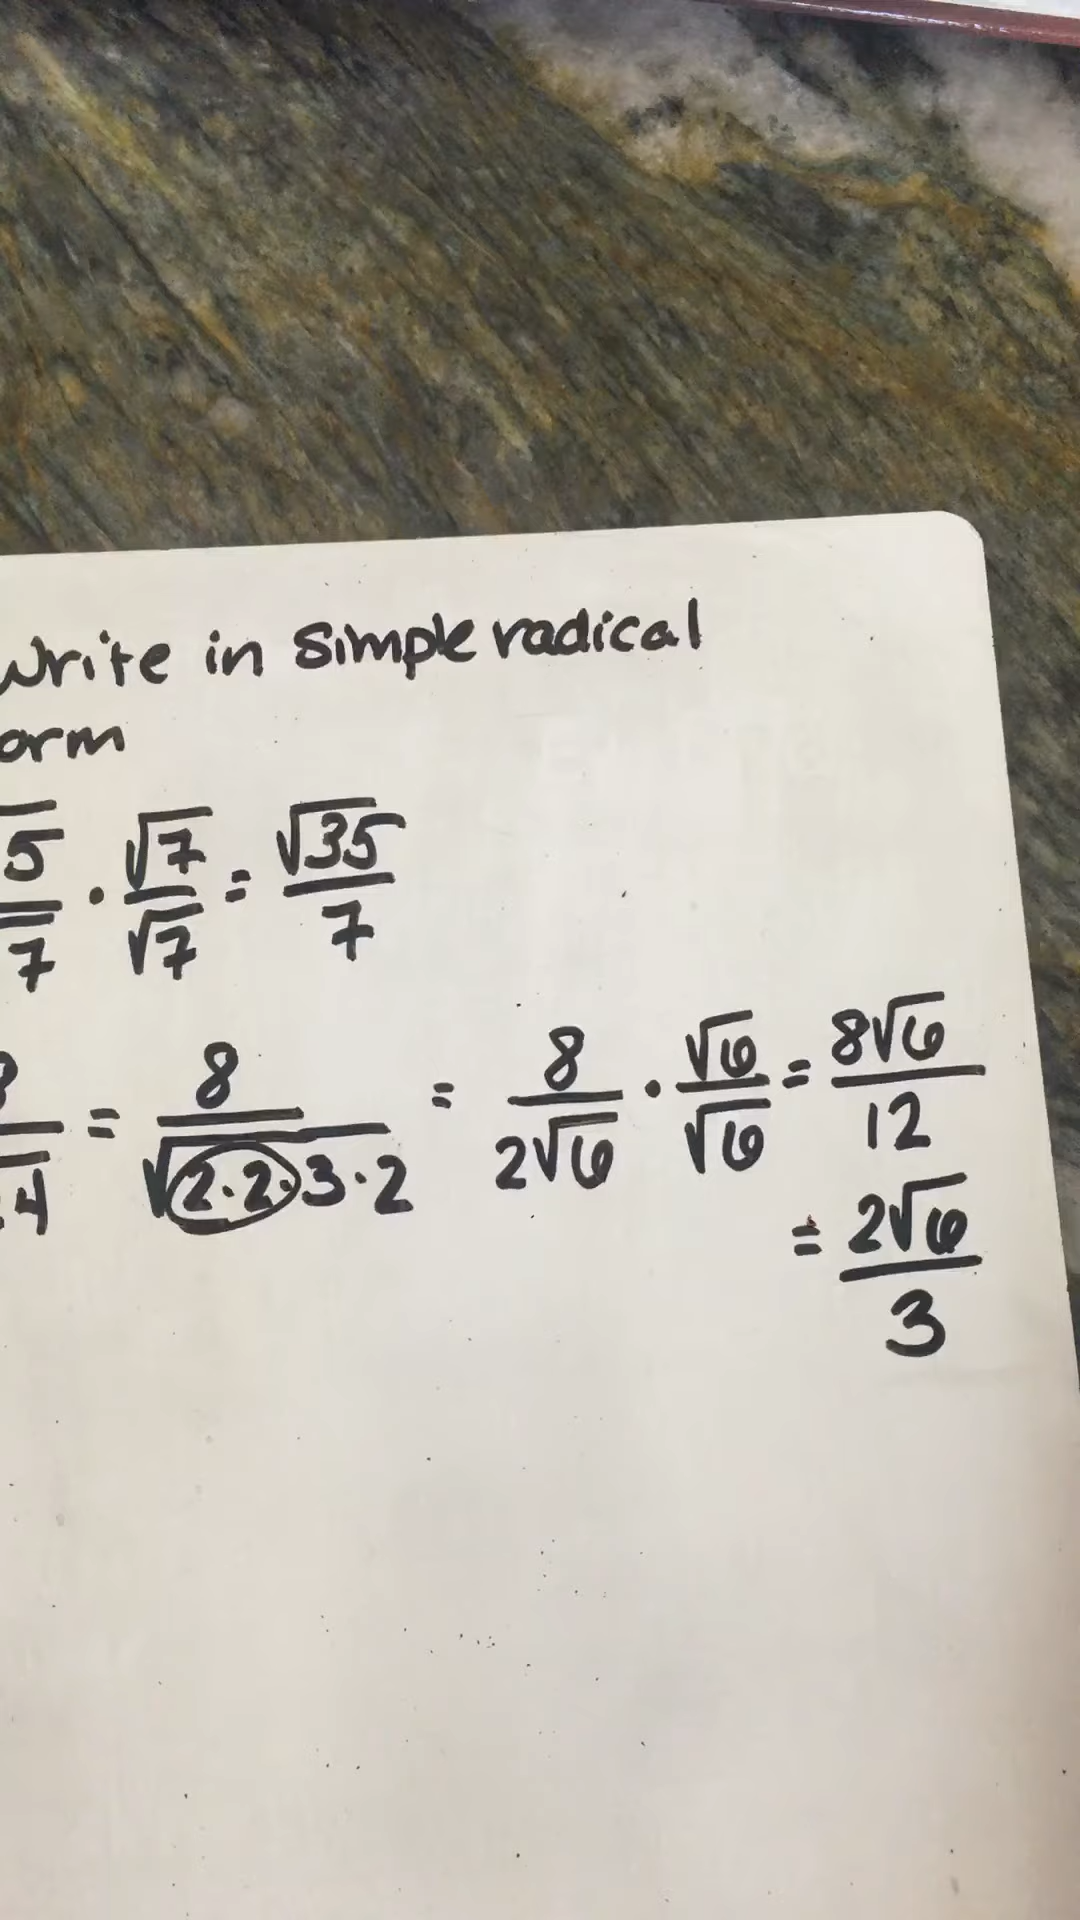 Write in Simple radical
orm
√5/√7 · √7/√7 = √35/7
= 8/√(2·2·3·2) = 8/(2√6) · √6/√6 = 8√6/12
= 2√6/3